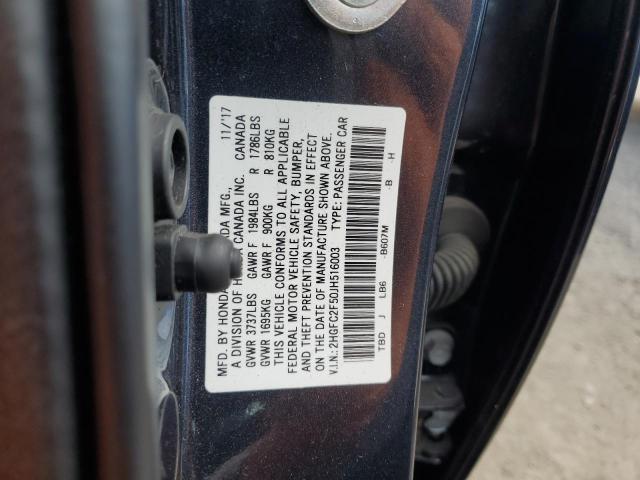 MFD. BY HONDA MFG., 11/'17
A DIVISION OF CANADA INC. CANADA
GVWR 3737LBS GAWR F 1984LBS R 1786LBS
GVWR 1695KG GAWR F 900KG R 810KG
THIS VEHICLE CONFORMS TO ALL APPLICABLE
FEDERAL MOTOR VEHICLE SAFETY, BUMPER,
AND THEFT PREVENTION STANDARDS IN EFFECT
ON THE DATE OF MANUFACTURE SHOWN ABOVE.
V.I.N.: 2HGFC2F50JH516003 TYPE: PASSENGER CAR
TBD J LB6 -B607M -B -H